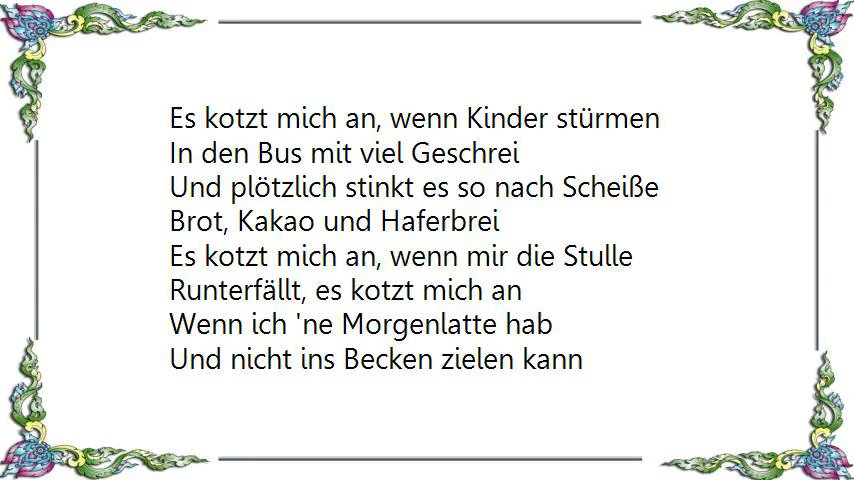 Es kotzt mich an, wenn Kinder stürmen
In den Bus mit viel Geschrei
Und plötzlich stinkt es so nach Scheiße
Brot, Kakao und Haferbrei
Es kotzt mich an, wenn mir die Stulle
Runterfällt, es kotzt mich an
Wenn ich 'ne Morgenlatte hab
Und nicht ins Becken zielen kann